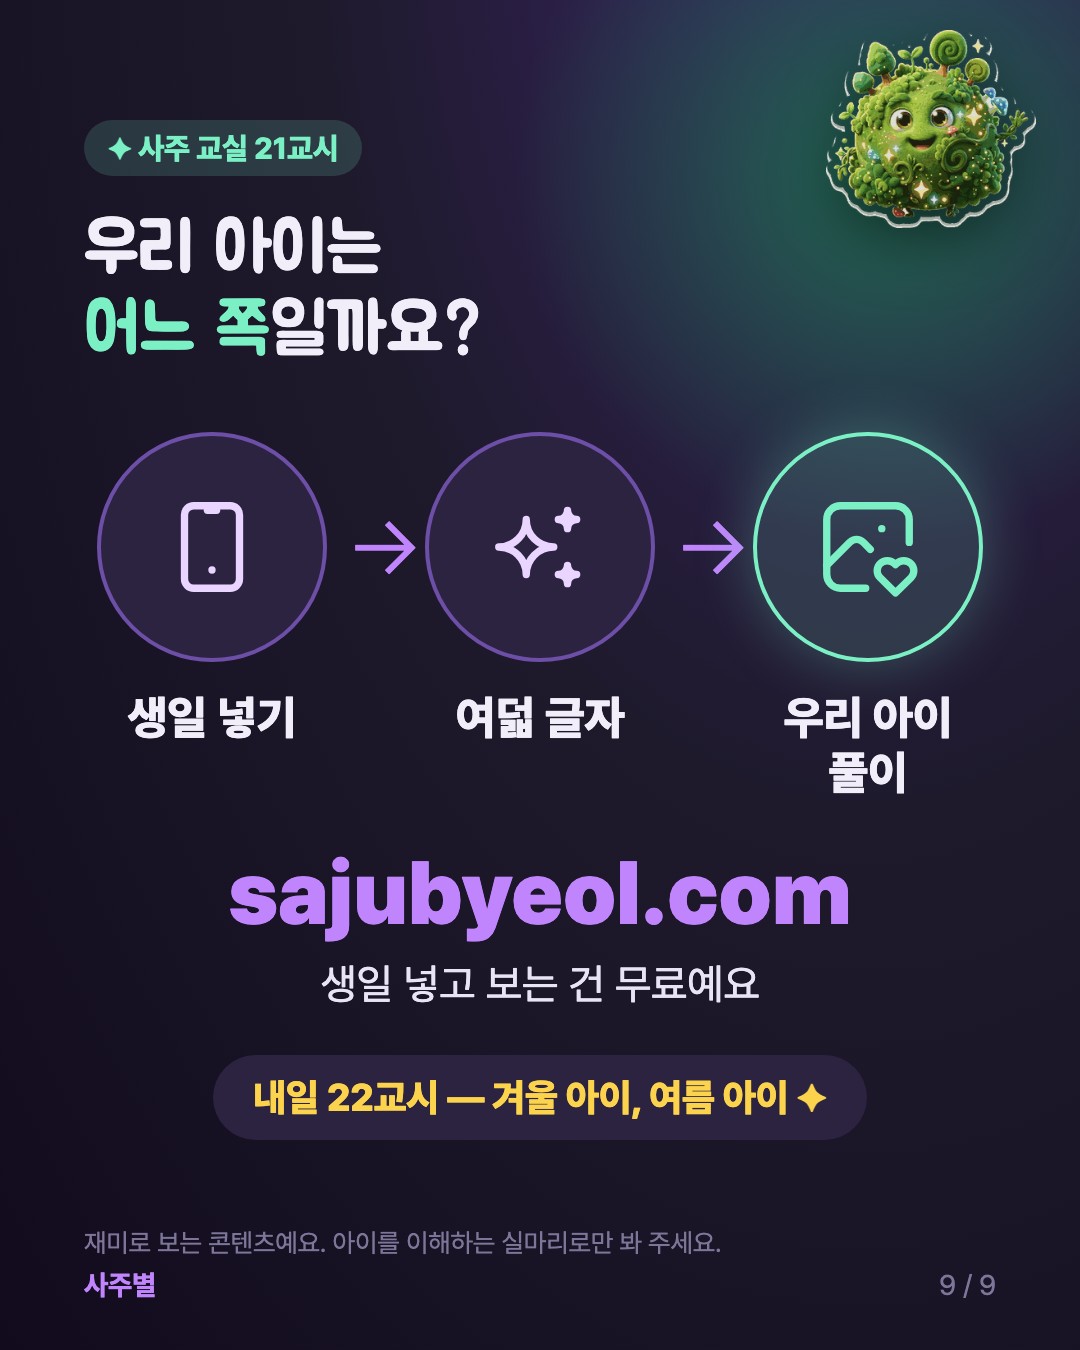 ✦ 사주 교실 21교시
우리 아이는
어느 쪽일까요?
생일 넣기
여덟 글자
우리 아이
풀이
sajubyeol.com
생일 넣고 보는 건 무료예요
내일 22교시 — 겨울 아이, 여름 아이 ✦
재미로 보는 콘텐츠예요. 아이를 이해하는 실마리로만 봐 주세요.
사주별
9 / 9